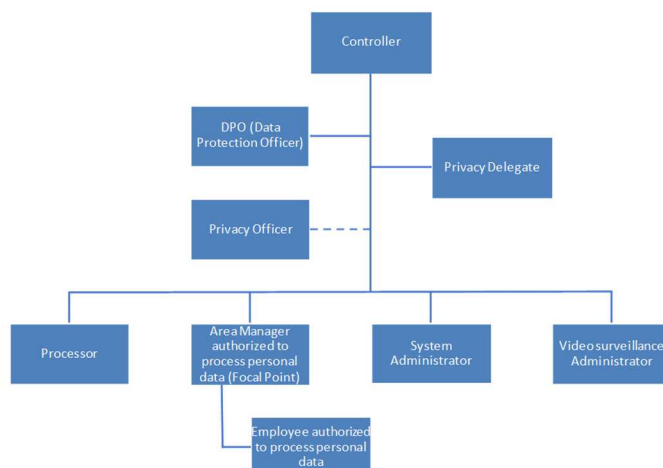 Controller
DPO (Data
Protection Officer)
Privacy Delegate
Privacy Officer
Processor
Area Manager
authorized to
process personal
data (Focal Point)
System
Administrator
Video surveillance
Administrator
Employee authorized
to process personal
data